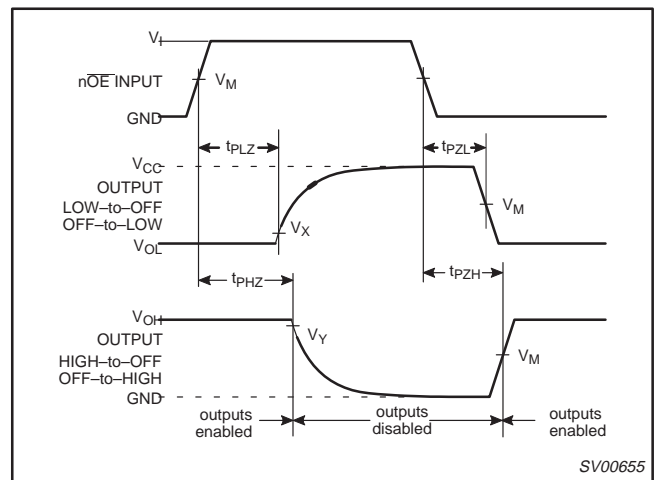 VI
nOE INPUT
VM
GND
tPLZ
tPZL
VCC
OUTPUT
LOW–to–OFF
OFF–to–LOW
VX
VM
VOL
tPHZ
tPZH
VOH
OUTPUT
VY
HIGH–to–OFF
OFF–to–HIGH
VM
GND
outputs
enabled
outputs
disabled
outputs
enabled
SV00655